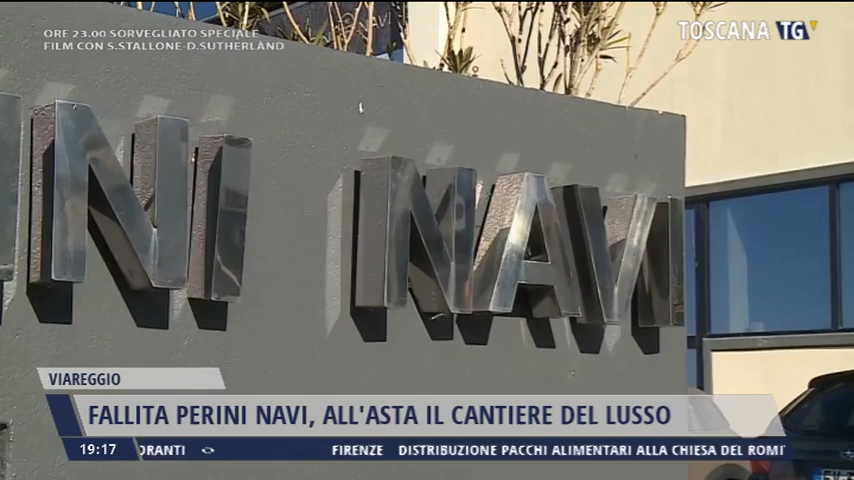 ORE 23.00 SORVEGLIATO SPECIALE
FILM CON S.STALLONE-D.SUTHERLAND
TOSCANA TG
NI NAVI
VIAREGGIO
FALLITA PERINI NAVI, ALL'ASTA IL CANTIERE DEL LUSSO
19:17 ORANTI FIRENZE DISTRIBUZIONE PACCHI ALIMENTARI ALLA CHIESA DEL